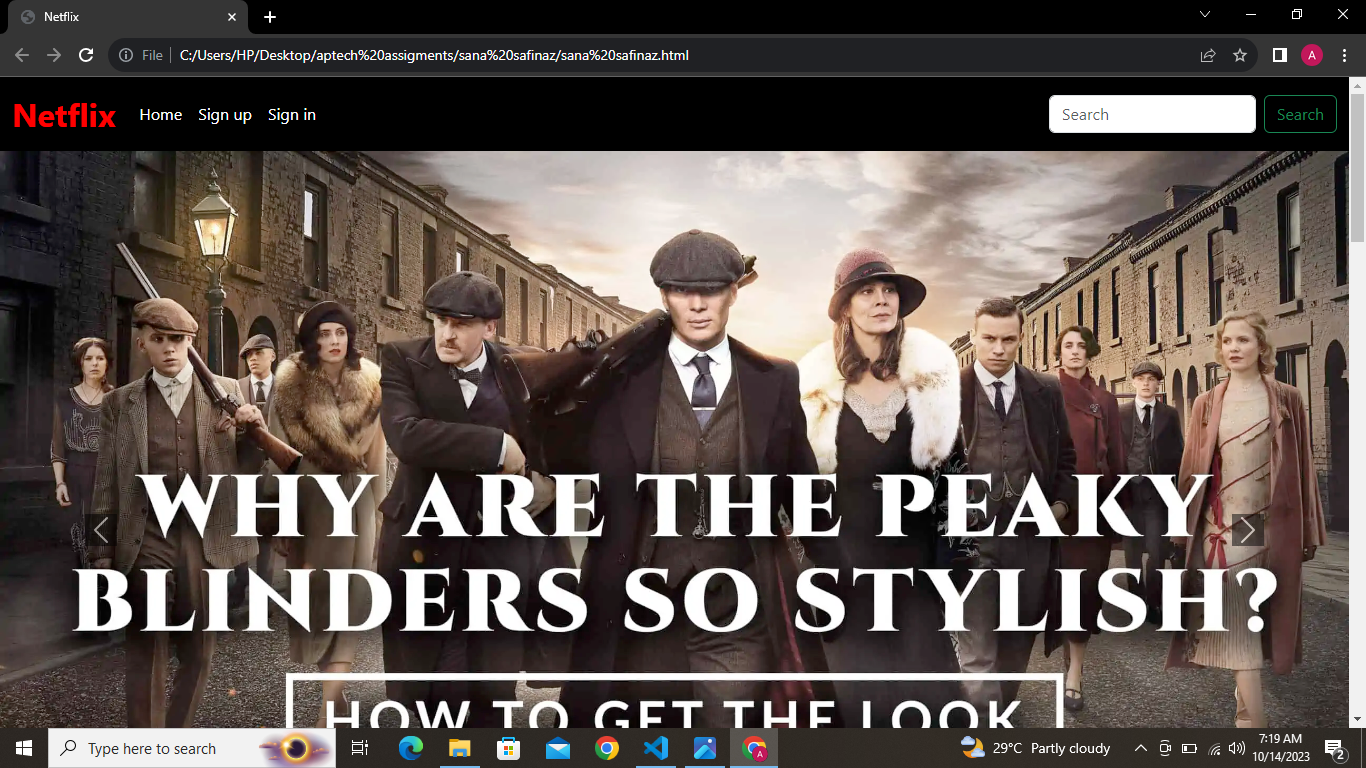 Netflix
File
C:/Users/HP/Desktop/aptech%20assigments/sana%20safinaz/sana%20safinaz.html
A
Netflix
Home
Sign up
Sign in
Search
Search
WHY ARE THE PEAKY
BLINDERS SO STYLISH?
HOW TO GET THE LOOK
Type here to search
A
29°C Partly cloudy
7:19 AM
10/14/2023
2